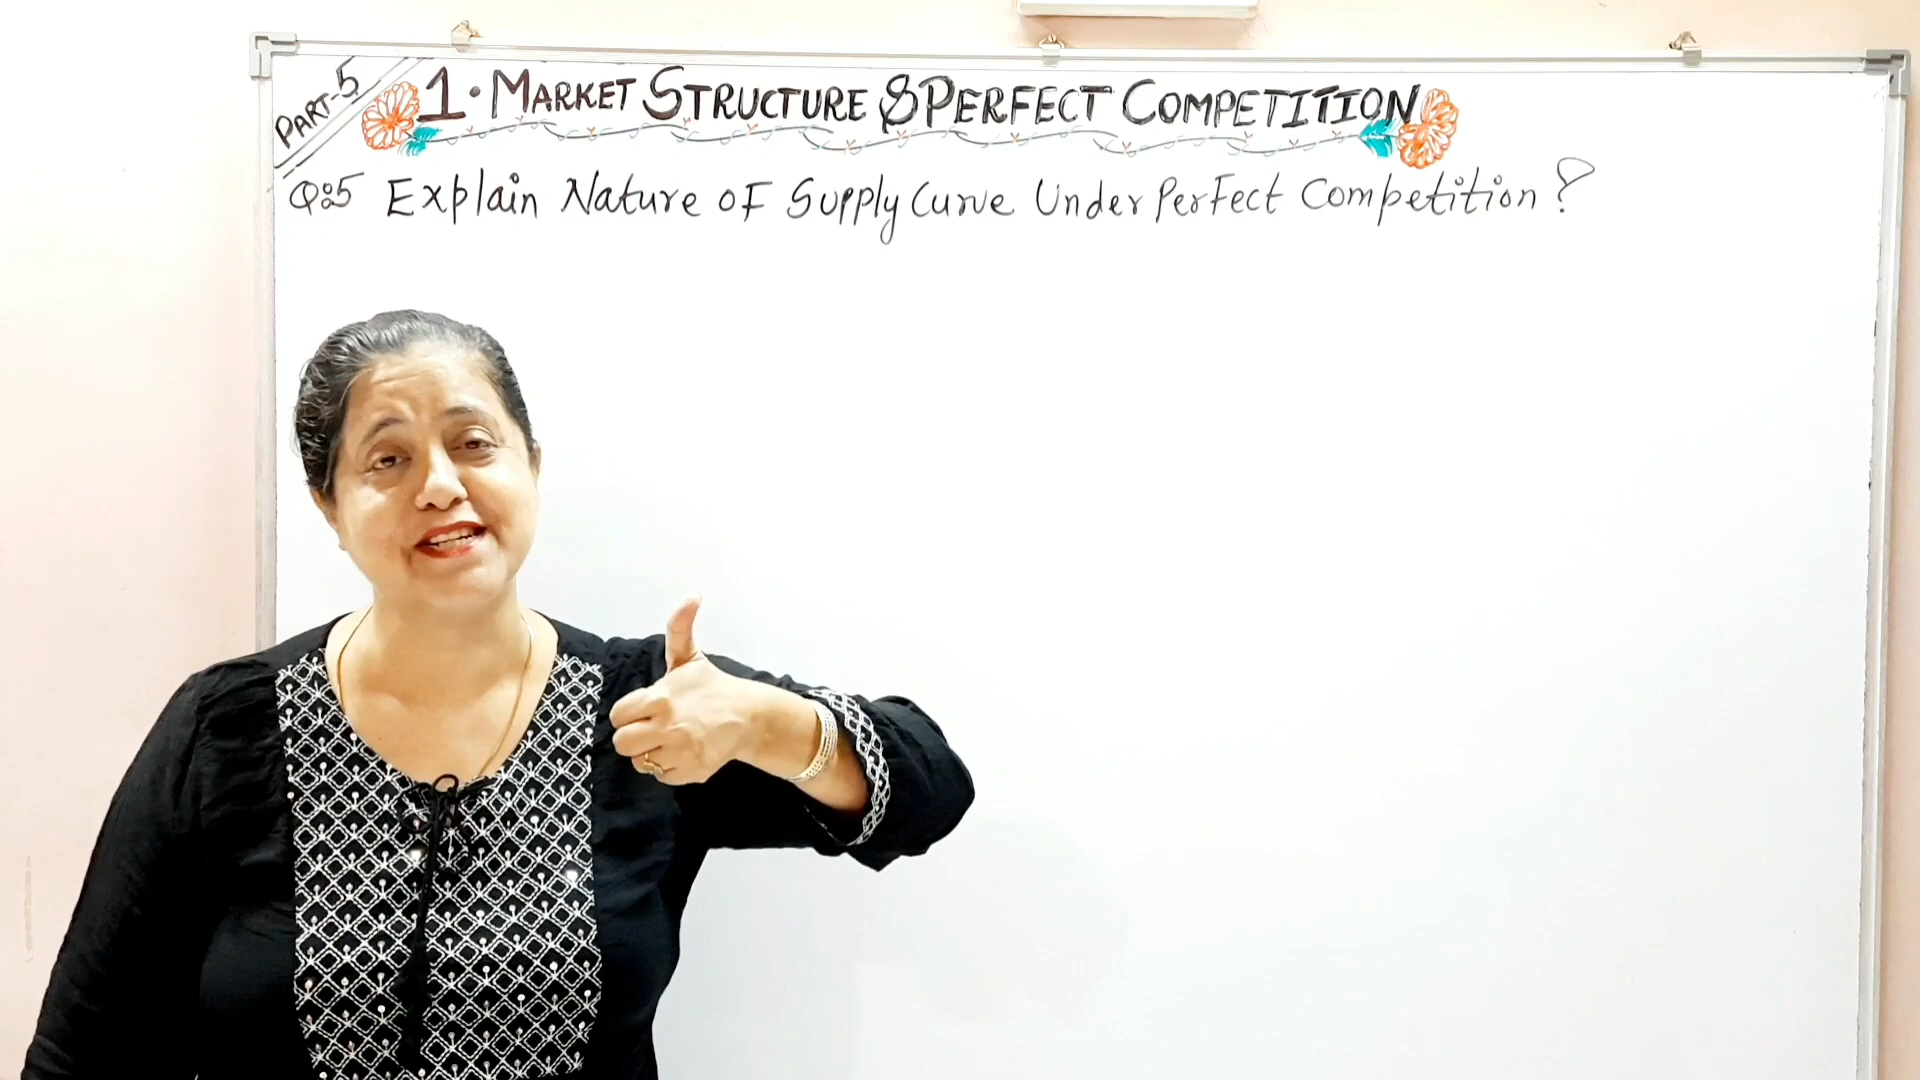 PART-5
1. MARKET STRUCTURE & PERFECT COMPETITION
Q:5 Explain Nature of Supply Curve Under Perfect Competition?